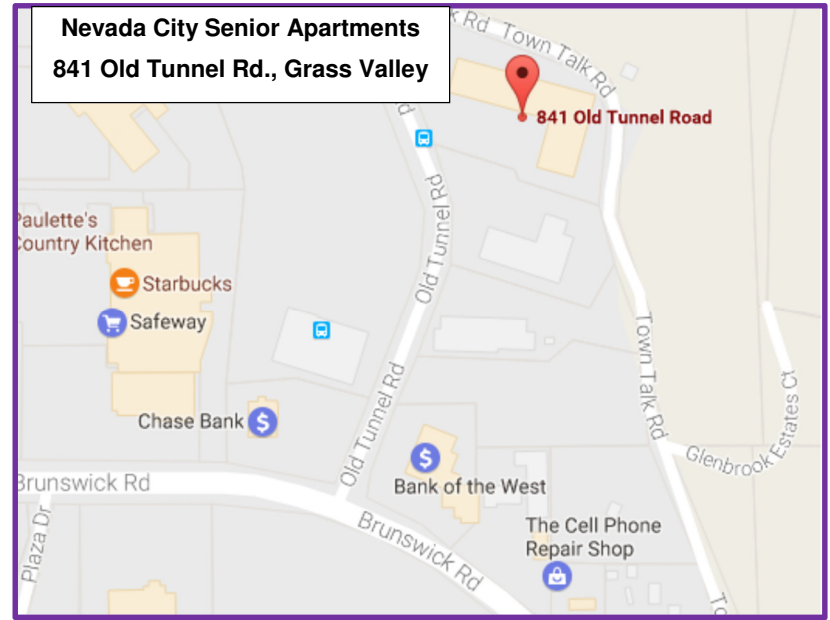 Nevada City Senior Apartments
841 Old Tunnel Rd., Grass Valley
k Rd
Town Talk Rd
841 Old Tunnel Road
d
Old Tunnel Rd
Paulette's
Country Kitchen
Starbucks
Safeway
Town Talk Rd
Old Tunnel Rd
Chase Bank
Glenbrook Estates Ct
Bank of the West
Brunswick Rd
Brunswick Rd
The Cell Phone
Repair Shop
Plaza Dr
To